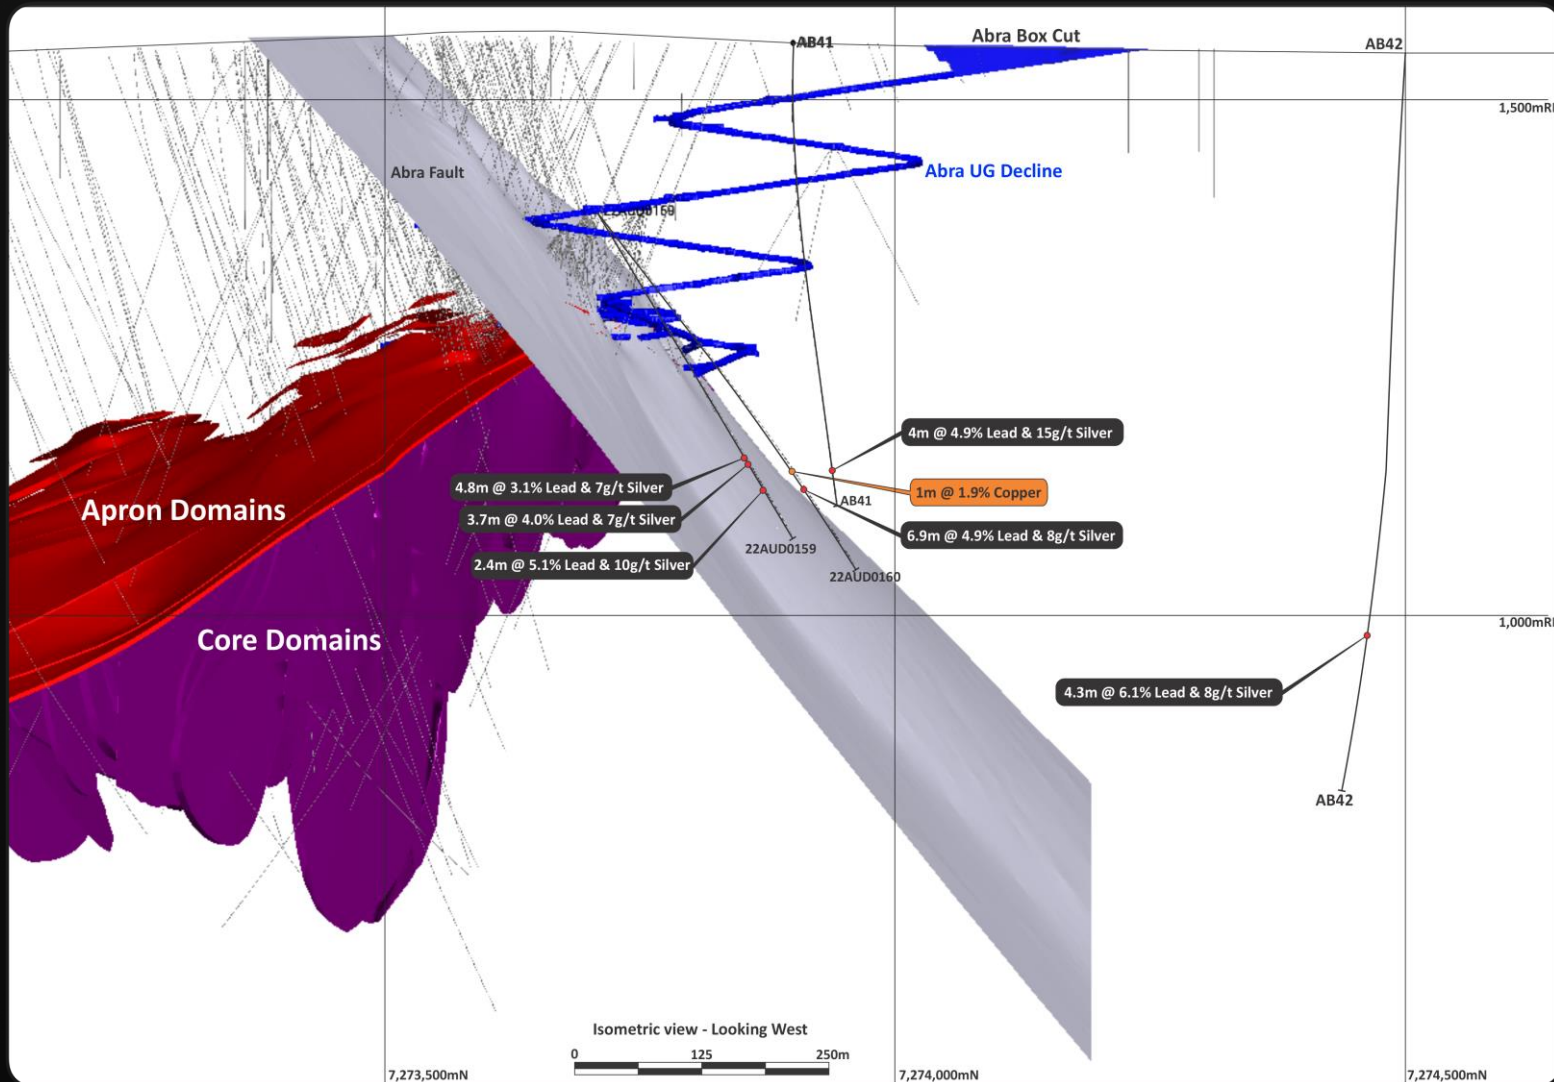 Abra Box Cut
AB41
AB42
1,500mRl
Abra Fault
Abra UG Decline
22AUD0159
4m @ 4.9% Lead & 15g/t Silver
4.8m @ 3.1% Lead & 7g/t Silver
1m @ 1.9% Copper
AB41
Apron Domains
3.7m @ 4.0% Lead & 7g/t Silver
6.9m @ 4.9% Lead & 8g/t Silver
22AUD0159
2.4m @ 5.1% Lead & 10g/t Silver
22AUD0160
1,000mRl
Core Domains
4.3m @ 6.1% Lead & 8g/t Silver
AB42
Isometric view - Looking West
0 125 250m
7,273,500mN 7,274,000mN 7,274,500mN